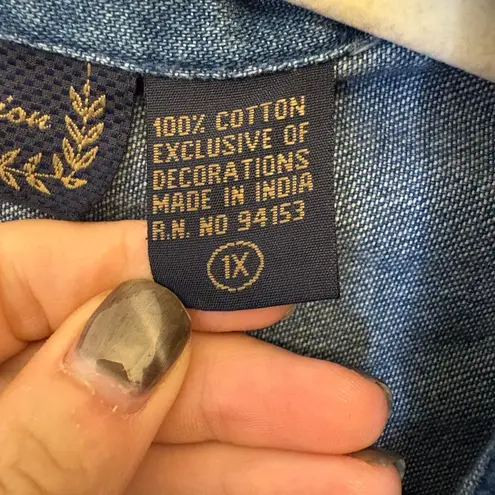 100% COTTON
EXCLUSIVE OF
DECORATIONS
MADE IN INDIA
R.N. NO 94153
1X